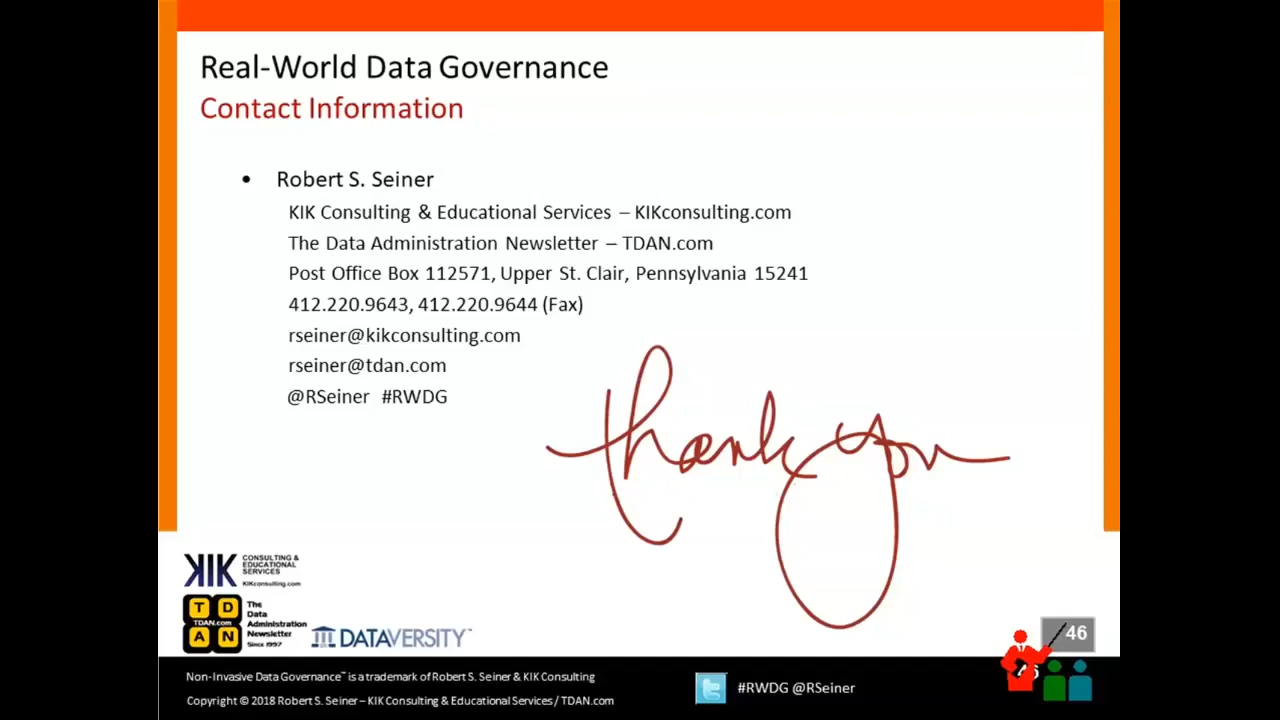 Real-World Data Governance
Contact Information
• Robert S. Seiner
KIK Consulting & Educational Services – KIKconsulting.com
The Data Administration Newsletter – TDAN.com
Post Office Box 112571, Upper St. Clair, Pennsylvania 15241
412.220.9643, 412.220.9644 (Fax)
rseiner@kikconsulting.com
rseiner@tdan.com
@RSeiner #RWDG
thank you
KIK CONSULTING &
EDUCATIONAL
SERVICES
KIKconsulting.com
T D
TDAN.com
A N
The
Data
Administration
Newsletter
Since 1997
DATAVERSITY™
46
Non-Invasive Data Governance™ is a trademark of Robert S. Seiner & KIK Consulting
Copyright © 2018 Robert S. Seiner – KIK Consulting & Educational Services / TDAN.com
#RWDG @RSeiner